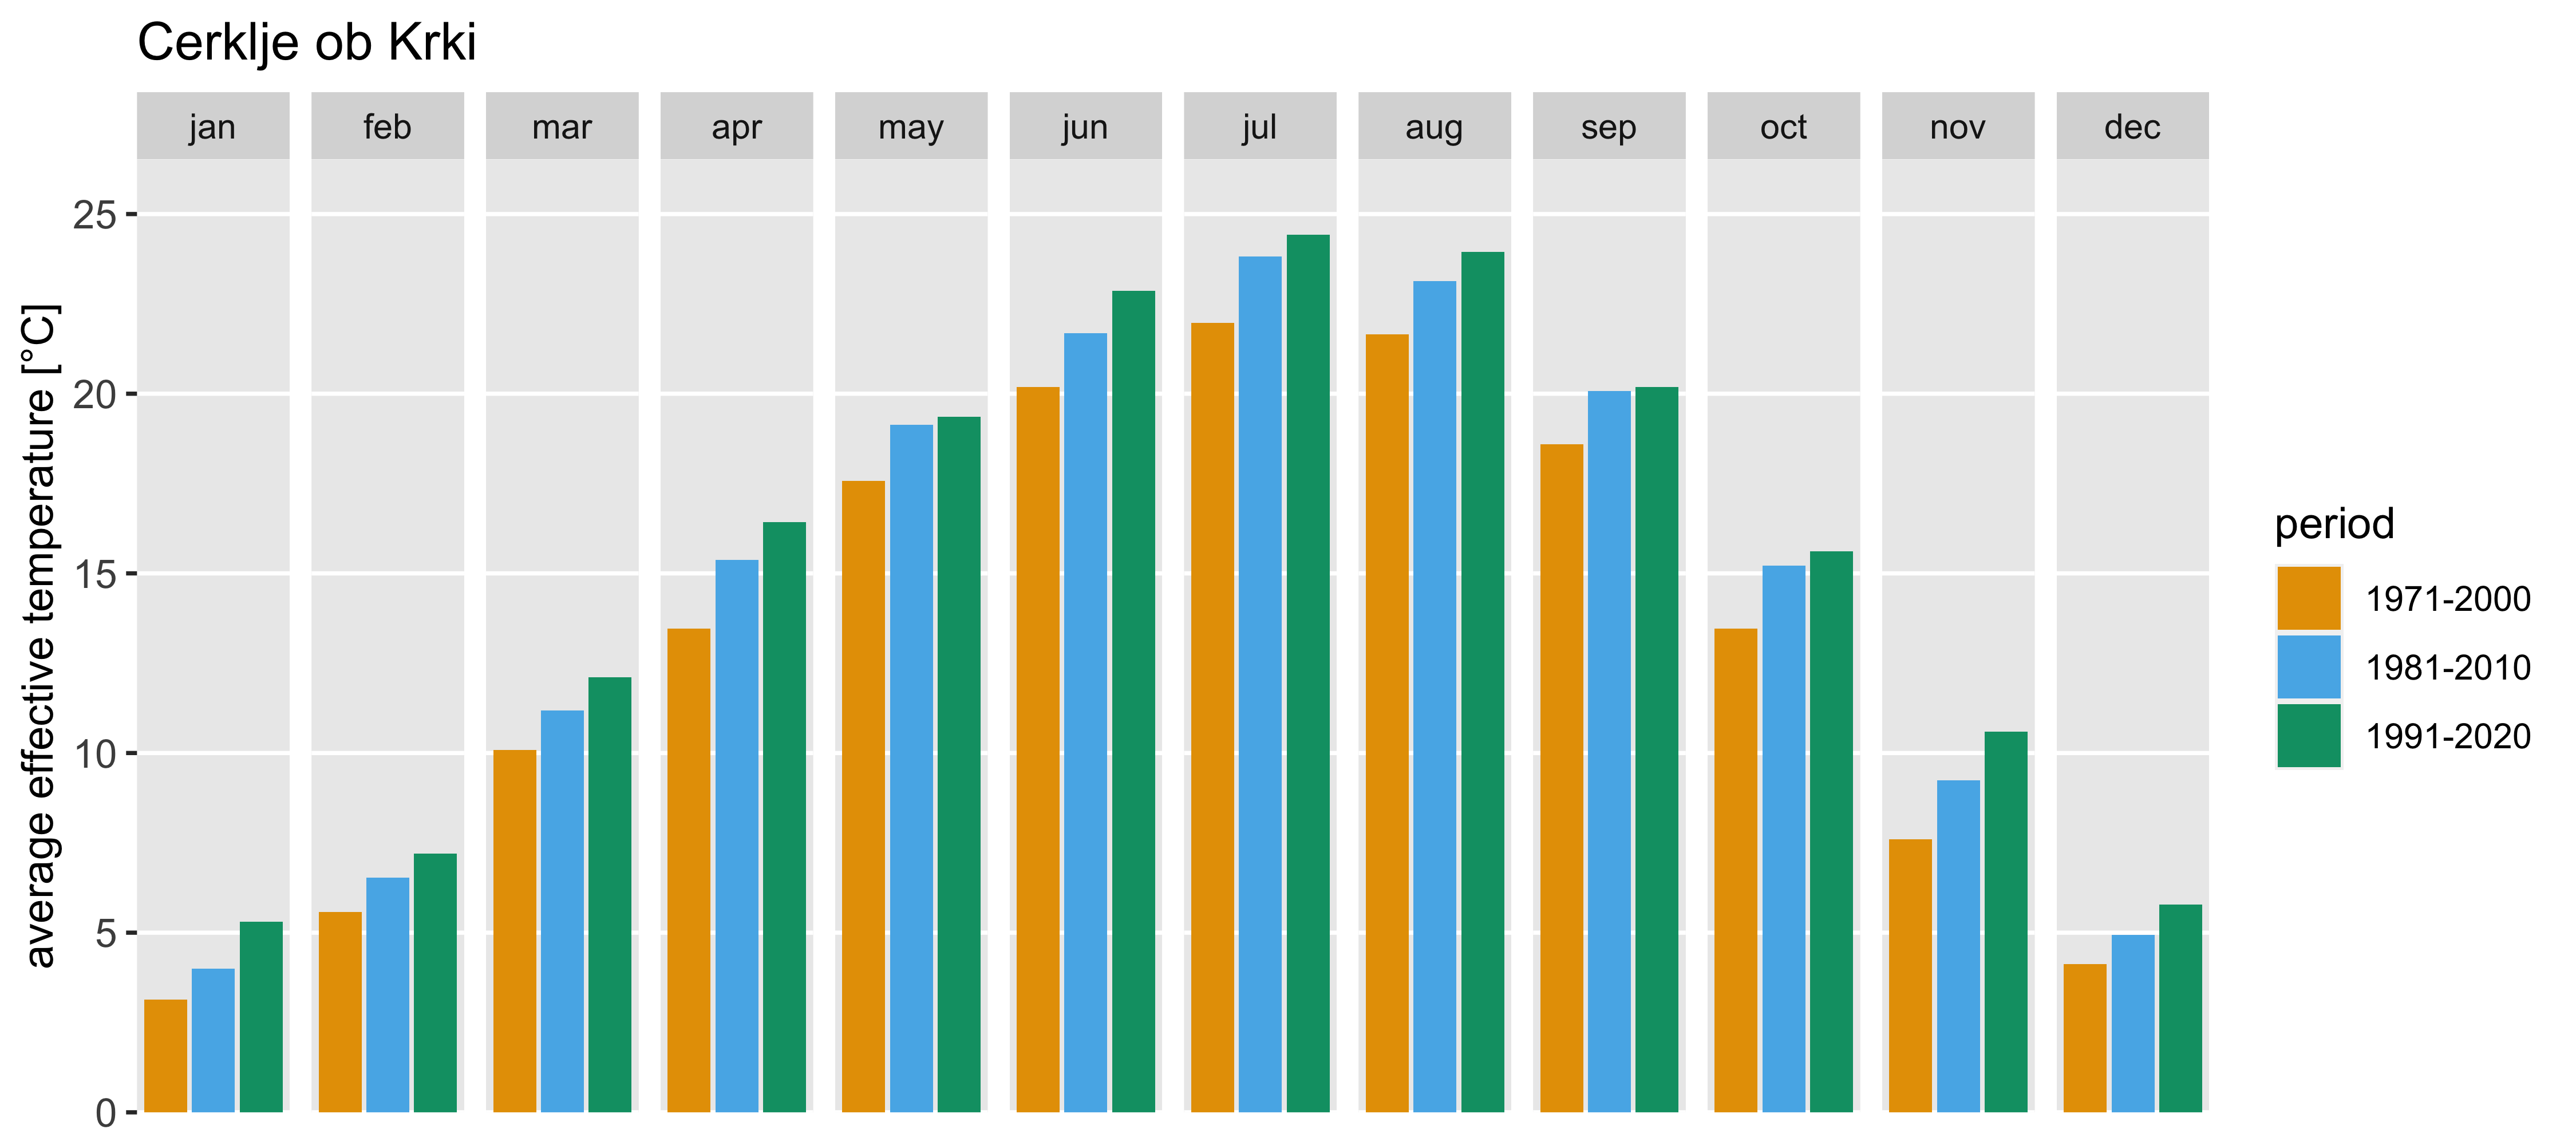 Cerklje ob Krki
jan feb mar apr may jun jul aug sep oct nov dec
average effective temperature [°C]
25
20
15
10
5
0
period
1971-2000
1981-2010
1991-2020